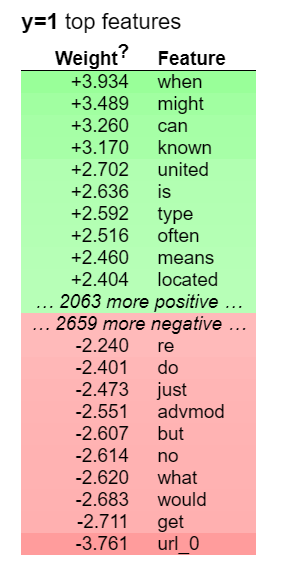 y=1 top features
Weight? Feature
+3.934 when
+3.489 might
+3.260 can
+3.170 known
+2.702 united
+2.636 is
+2.592 type
+2.516 often
+2.460 means
+2.404 located
… 2063 more positive …
… 2659 more negative …
-2.240 re
-2.401 do
-2.473 just
-2.551 advmod
-2.607 but
-2.614 no
-2.620 what
-2.683 would
-2.711 get
-3.761 url_0